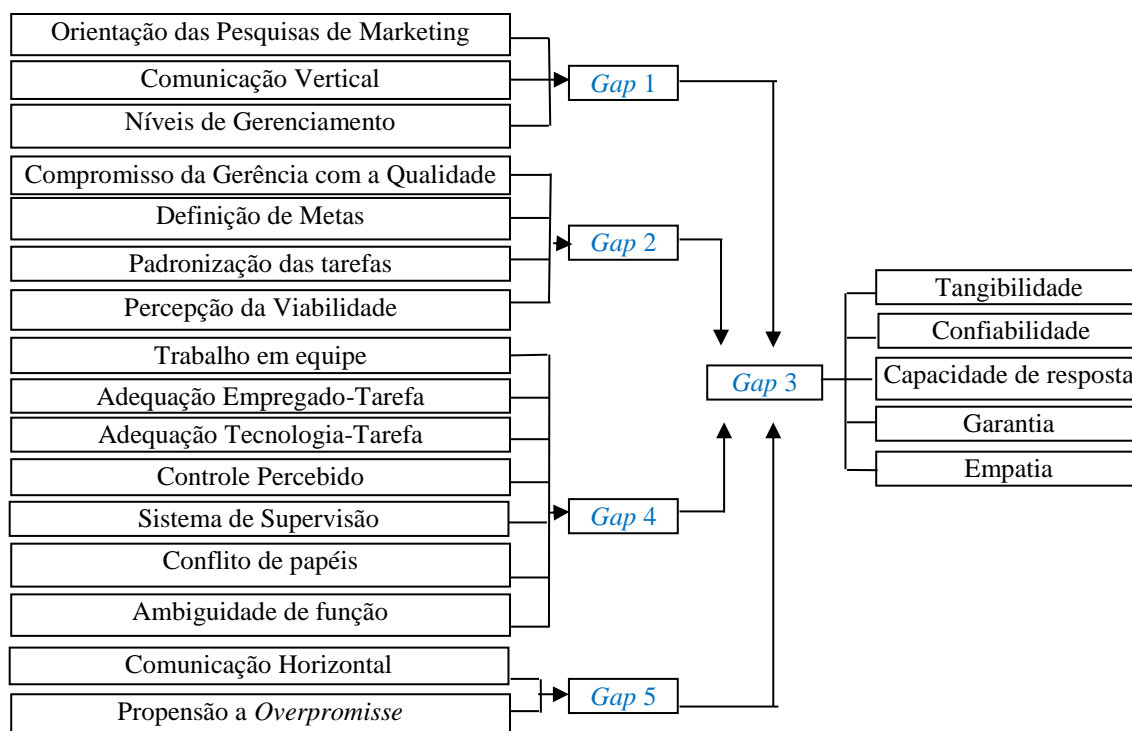 Orientação das Pesquisas de Marketing
Comunicação Vertical
Níveis de Gerenciamento
Gap 1
Compromisso da Gerência com a Qualidade
Definição de Metas
Padronização das tarefas
Percepção da Viabilidade
Gap 2
Trabalho em equipe
Adequação Empregado-Tarefa
Adequação Tecnologia-Tarefa
Controle Percebido
Sistema de Supervisão
Conflito de papéis
Ambiguidade de função
Gap 4
Comunicação Horizontal
Propensão a Overpromisse
Gap 5
Gap 3
Tangibilidade
Confiabilidade
Capacidade de resposta
Garantia
Empatia